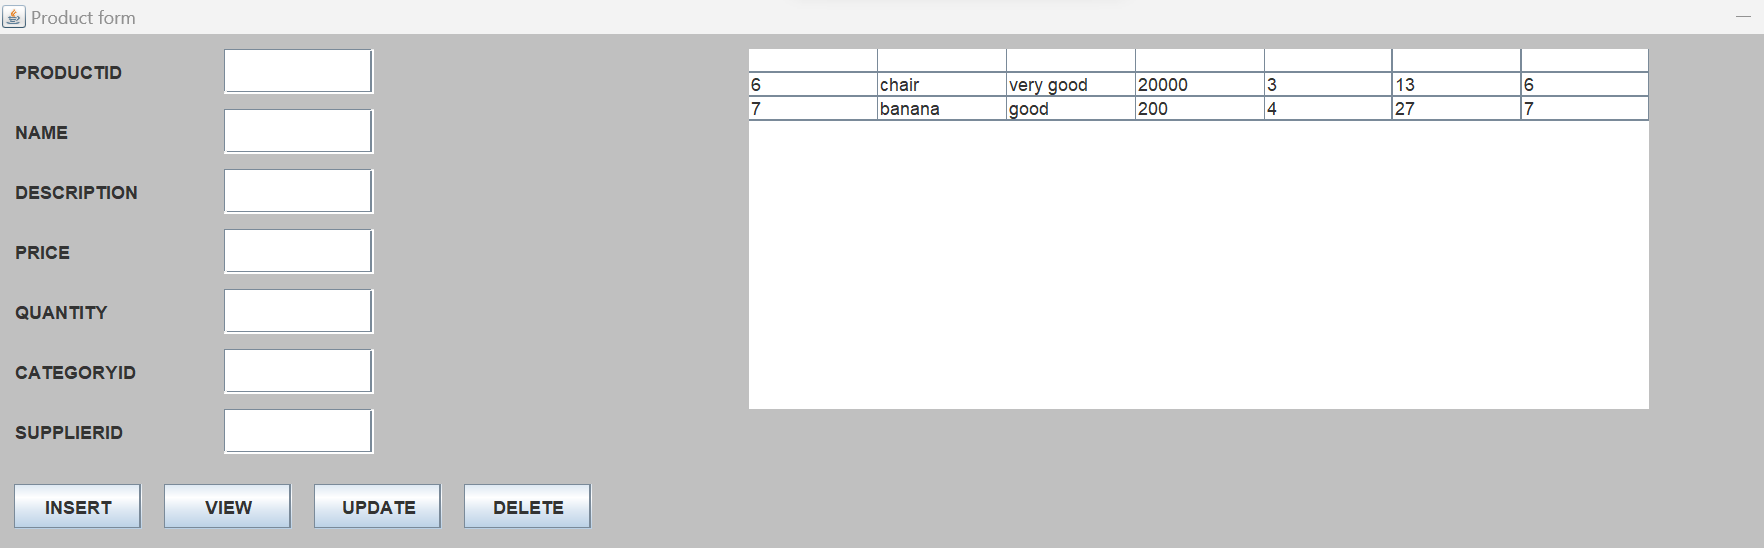 Product form
PRODUCTID
NAME
DESCRIPTION
PRICE
QUANTITY
CATEGORYID
SUPPLIERID
INSERT VIEW UPDATE DELETE
6 chair very good 20000 3 13 6
7 banana good 200 4 27 7